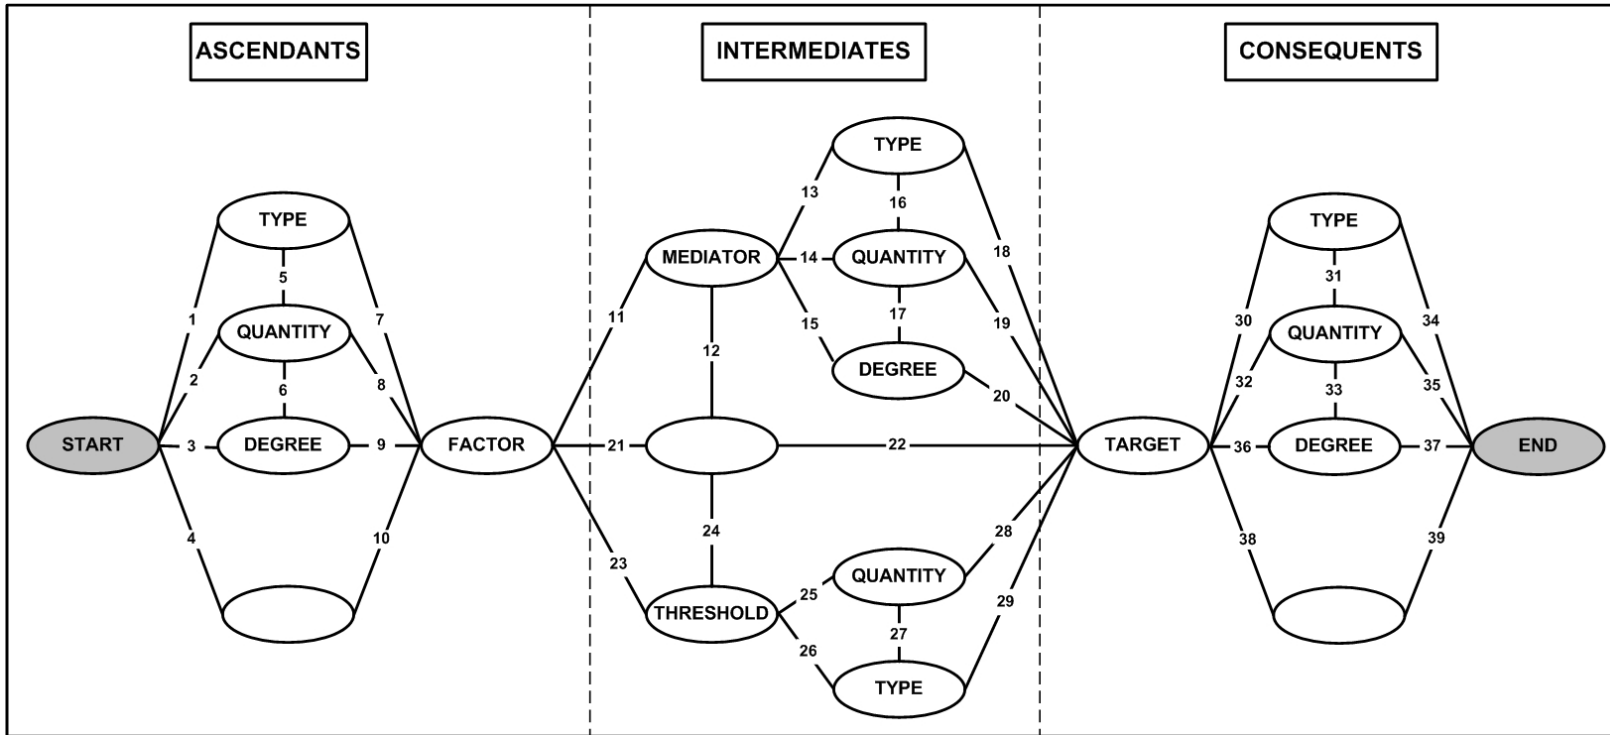 ASCENDANTS
INTERMEDIATES
CONSEQUENTS
TYPE
5
QUANTITY
6
DEGREE
1
2
3
4
7
8
9
10
START
FACTOR
11
12
21
22
23
24
MEDIATOR
13
14
15
TYPE
16
QUANTITY
17
DEGREE
18
19
20
THRESHOLD
25
26
QUANTITY
27
TYPE
28
29
TARGET
30
32
36
38
TYPE
31
QUANTITY
33
DEGREE
34
35
37
39
END